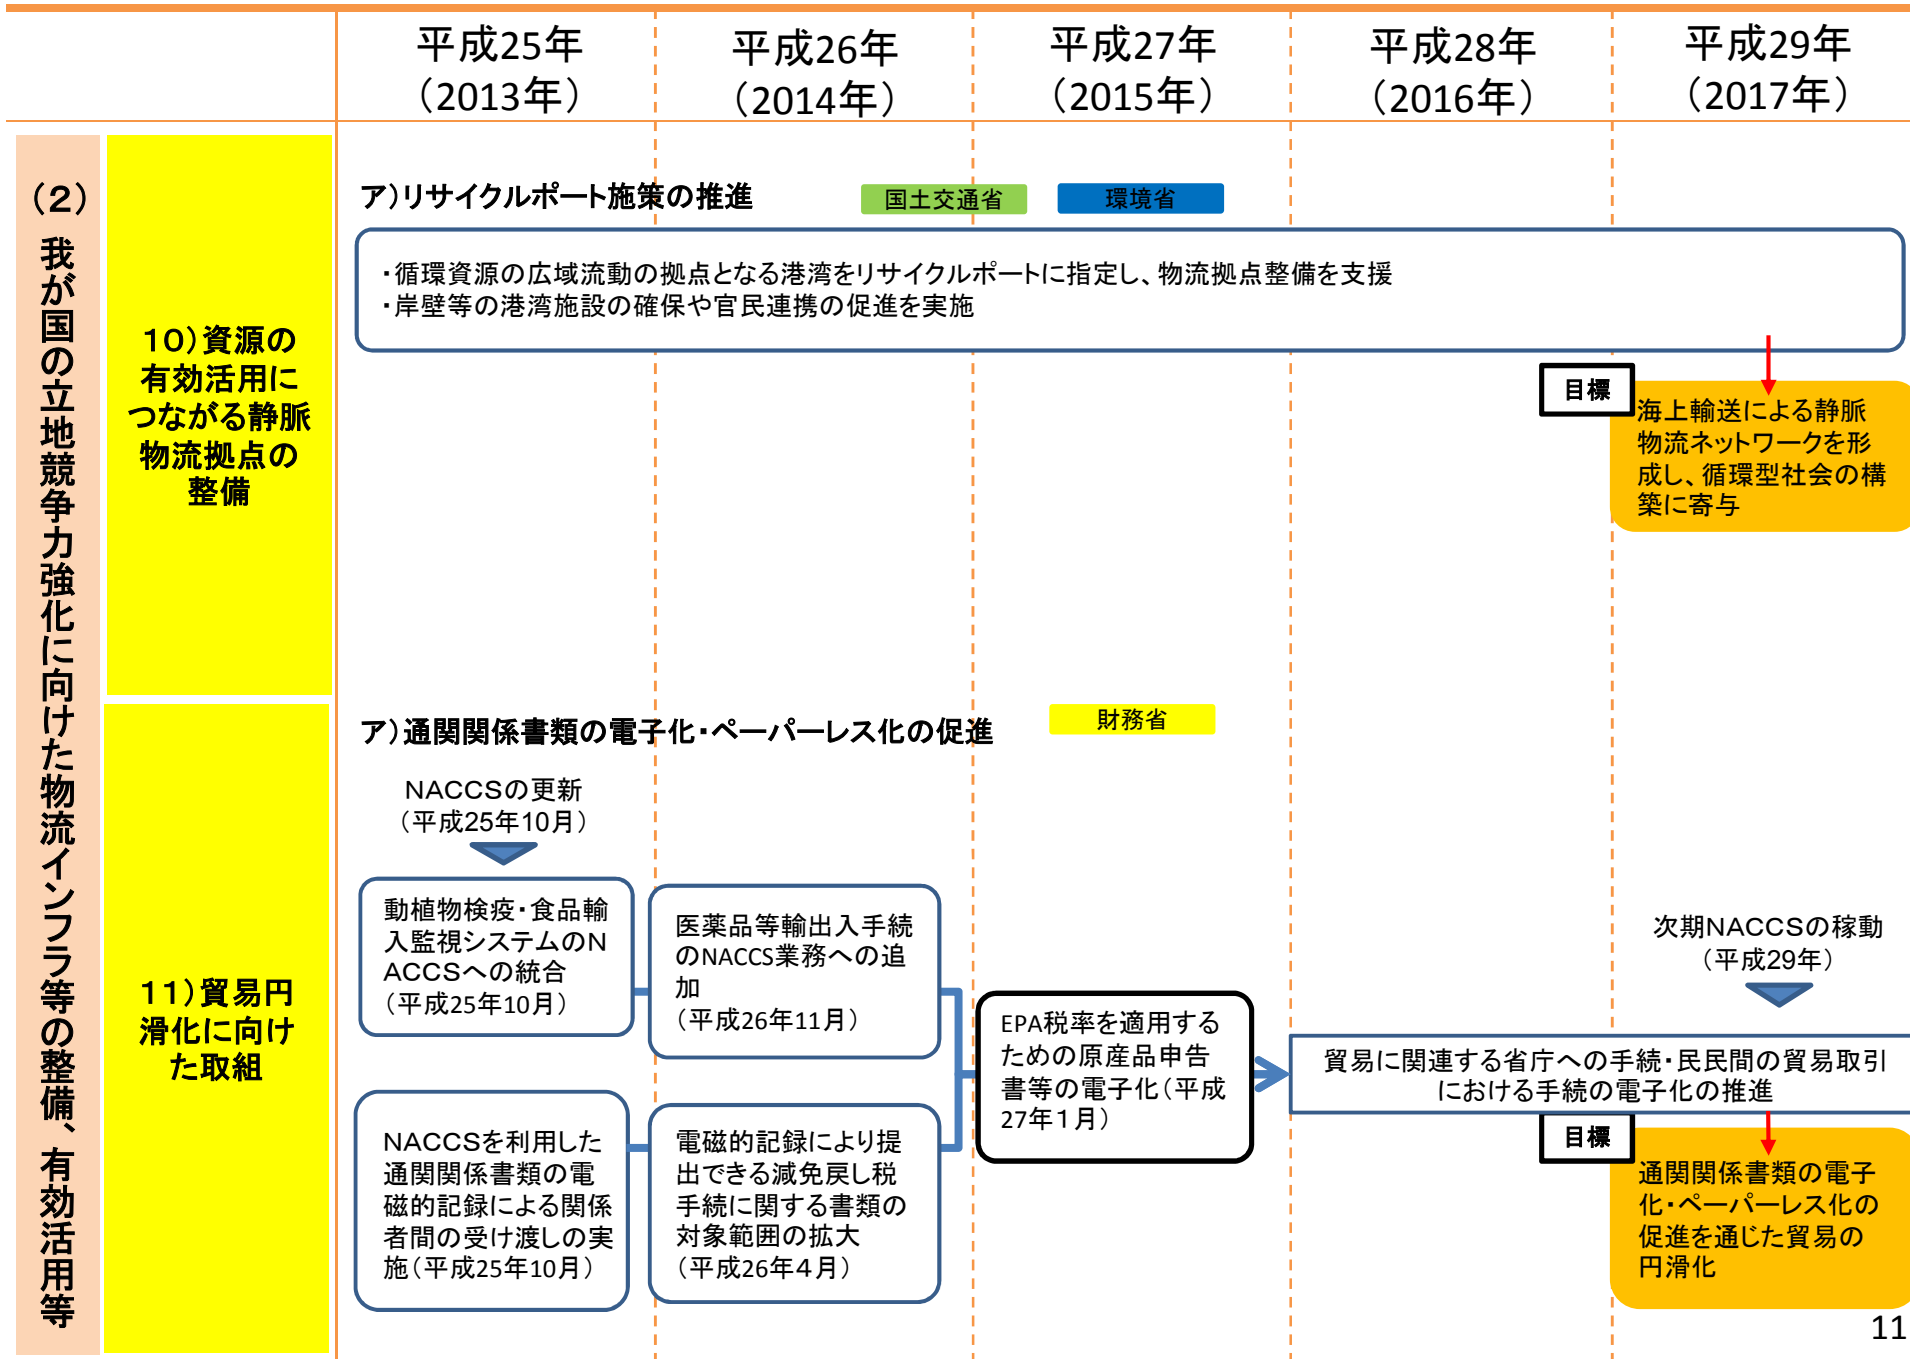 平成25年
（2013年）
平成26年
（2014年）
平成27年
（2015年）
平成28年
（2016年）
平成29年
（2017年）
（２）我が国の立地競争力強化に向けた物流インフラ等の整備、有効活用等
１０）資源の
有効活用に
つながる静脈
物流拠点の
整備
ア）リサイクルポート施策の推進
国土交通省
環境省
・循環資源の広域流動の拠点となる港湾をリサイクルポートに指定し、物流拠点整備を支援
・岸壁等の港湾施設の確保や官民連携の促進を実施
目標
海上輸送による静脈
物流ネットワークを形
成し、循環型社会の構
築に寄与
１１）貿易円
滑化に向け
た取組
ア）通関関係書類の電子化・ペーパーレス化の促進
財務省
ＮＡＣＣＳの更新
（平成25年10月）
動植物検疫・食品輸
入監視システムのＮ
ＡＣＣＳへの統合
（平成25年10月）
医薬品等輸出入手続
のNACCS業務への追
加
（平成26年11月）
ＮＡＣＣＳを利用した
通関関係書類の電
磁的記録による関係
者間の受け渡しの実
施（平成25年10月）
電磁的記録により提
出できる減免戻し税
手続に関する書類の
対象範囲の拡大
（平成26年４月）
EPA税率を適用する
ための原産品申告
書等の電子化（平成
27年１月）
次期ＮＡＣＣＳの稼動
（平成29年）
貿易に関連する省庁への手続・民民間の貿易取引
における手続の電子化の推進
目標
通関関係書類の電子
化・ペーパーレス化の
促進を通じた貿易の
円滑化
11